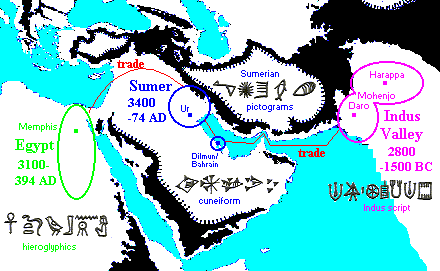 trade
Sumer
3400
-74 AD
Ur
Sumerian
pictograms
Harappa
Mohenjo
Daro
Indus
Valley
2800
-1500 BC
Memphis
Egypt
3100-
394 AD
Dilmun/
Bahrain
trade
cuneiform
Indus script
hieroglyphics